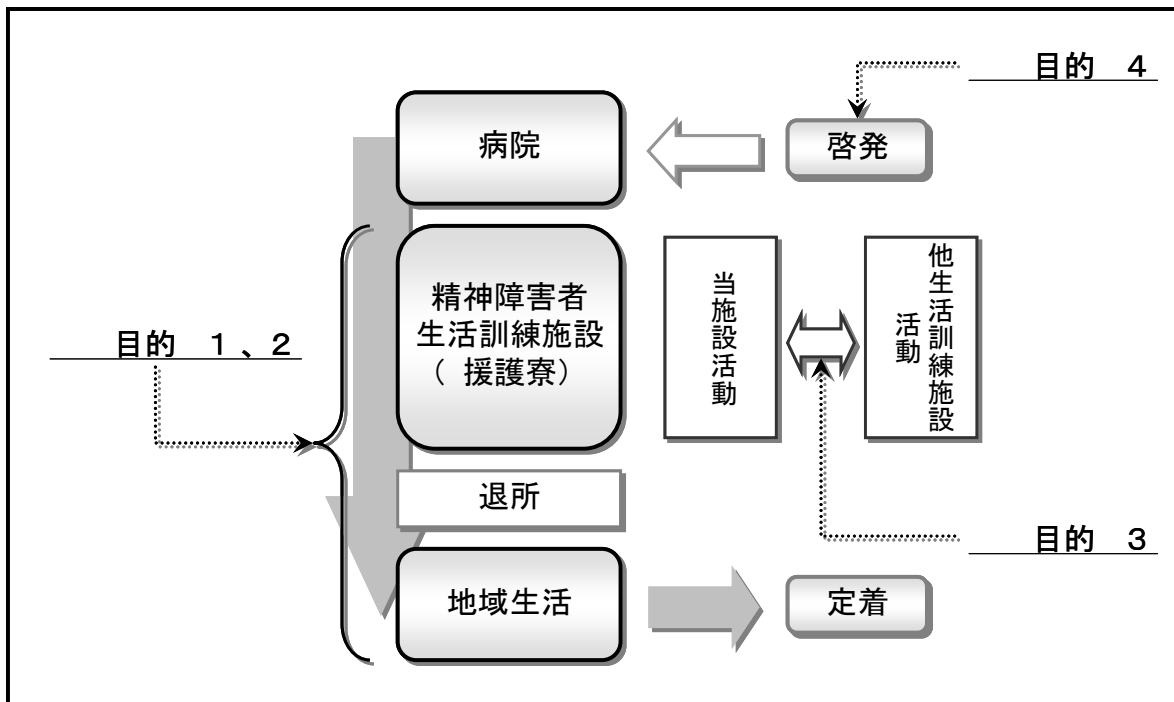 目的 4
病院
啓発
精神障害者
生活訓練施設
( 援護寮)
当施設活動
他生活訓練施設
活動
目的 1、2
退所
目的 3
地域生活
定着